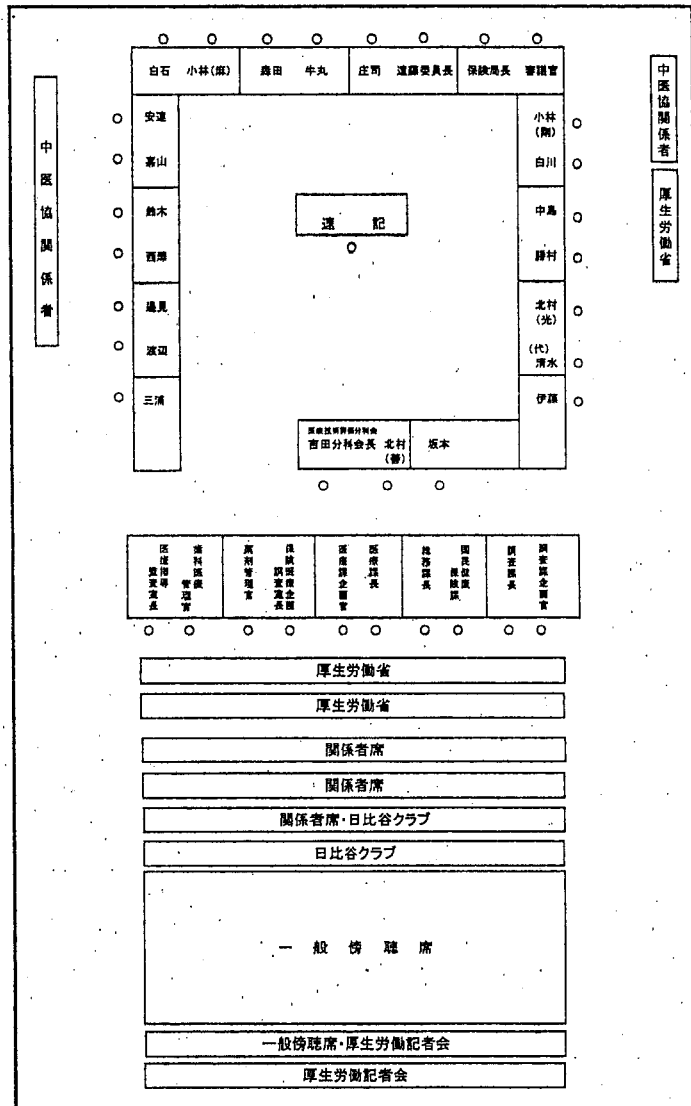 白石 小林(麻) 森田 牛丸 庄司 遠藤委員長 保険局長 審議官
中医協関係者
中医協関係者
厚生労働省
安達
嘉山
鈴木
西澤
邉見
渡辺
三浦
小林
(剛)
白川
中島
勝村
北村
(光)
(代)
清水
伊藤
速 記
医療技術評価分科会
吉田分科会長 北村
(善)
坂本
医療指導
監査室長
歯科医療
管理官
薬剤管理官
保険医療企画
調査室長
医療課企画官
医療課長
総務課長
国民健康
保険課
調査課長
調査課企画官
厚生労働省
厚生労働省
関係者席
関係者席
関係者席・日比谷クラブ
日比谷クラブ
一 般 傍 聴 席
一般傍聴席・厚生労働記者会
厚生労働記者会